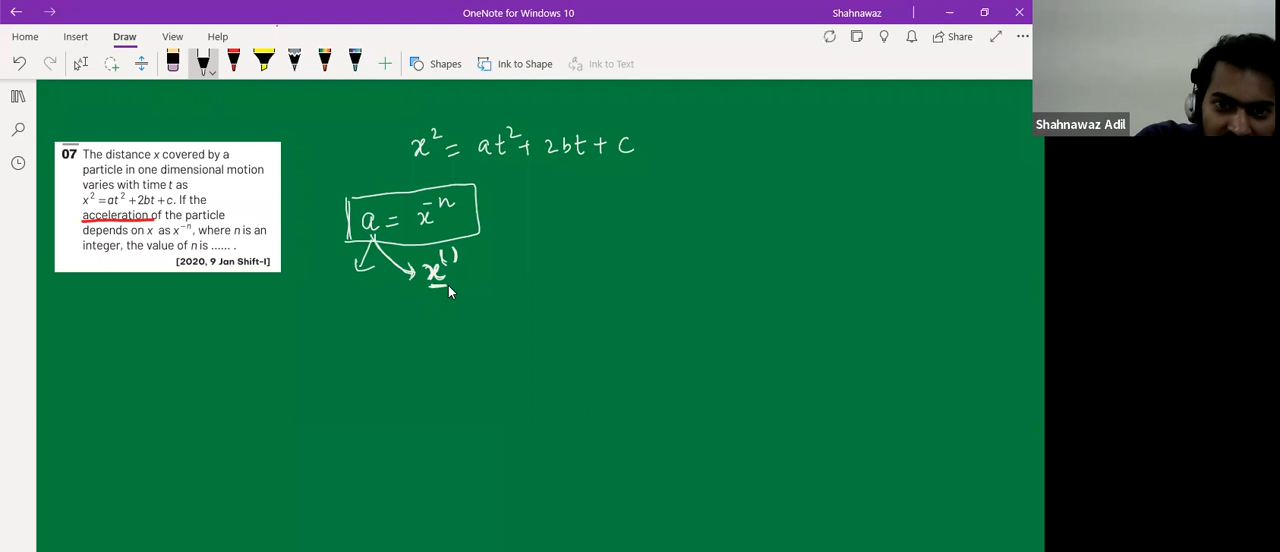 OneNote for Windows 10
Shahnawaz
Home Insert Draw View Help
Share
Shapes Ink to Shape Ink to Text
Shahnawaz Adil
x² = at² + 2bt + c
07 The distance x covered by a
particle in one dimensional motion
varies with time t as
x² = at² +2bt + c. If the
acceleration of the particle
depends on x as x⁻ⁿ, where n is an
integer, the value of n is ...... .
[2020, 9 Jan Shift-I]
a = x⁻ⁿ
x⁽⁾